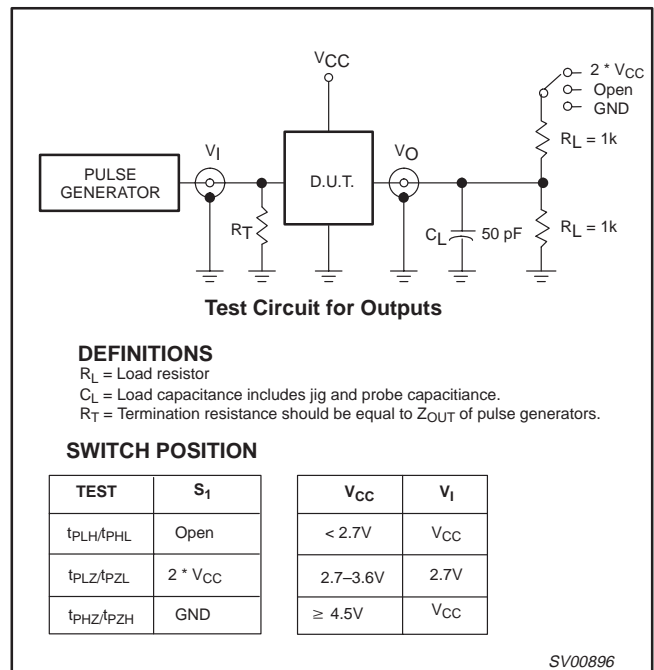 VCC
2 * VCC
Open
GND
RL = 1k
VI
VO
PULSE
GENERATOR
D.U.T.
RT
CL
50 pF
RL = 1k
Test Circuit for Outputs
DEFINITIONS
RL = Load resistor
CL = Load capacitance includes jig and probe capacitiance.
RT = Termination resistance should be equal to ZOUT of pulse generators.
SWITCH POSITION
TEST S1
tPLH/tPHL Open
tPLZ/tPZL 2 * VCC
tPHZ/tPZH GND
VCC VI
< 2.7V VCC
2.7–3.6V 2.7V
≥ 4.5V VCC
SV00896